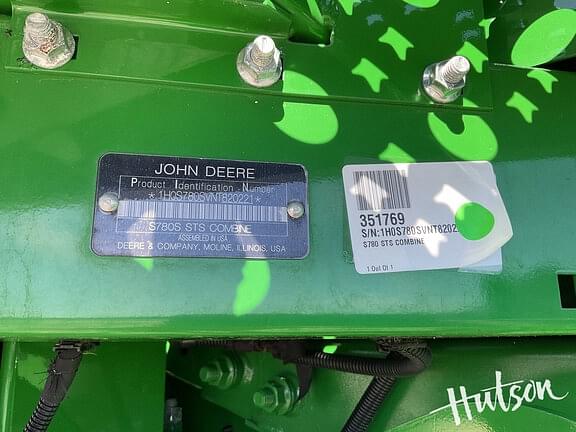 JOHN DEERE
Product Identification Number
*1H0S780SVNT820221*
S780S STS COMBINE
ASSEMBLED IN USA
DEERE & COMPANY, MOLINE, ILLINOIS, USA
351769
S/N:1H0S780SVNT8202
S780 STS COMBINE
1 Out Of 1
Hutson